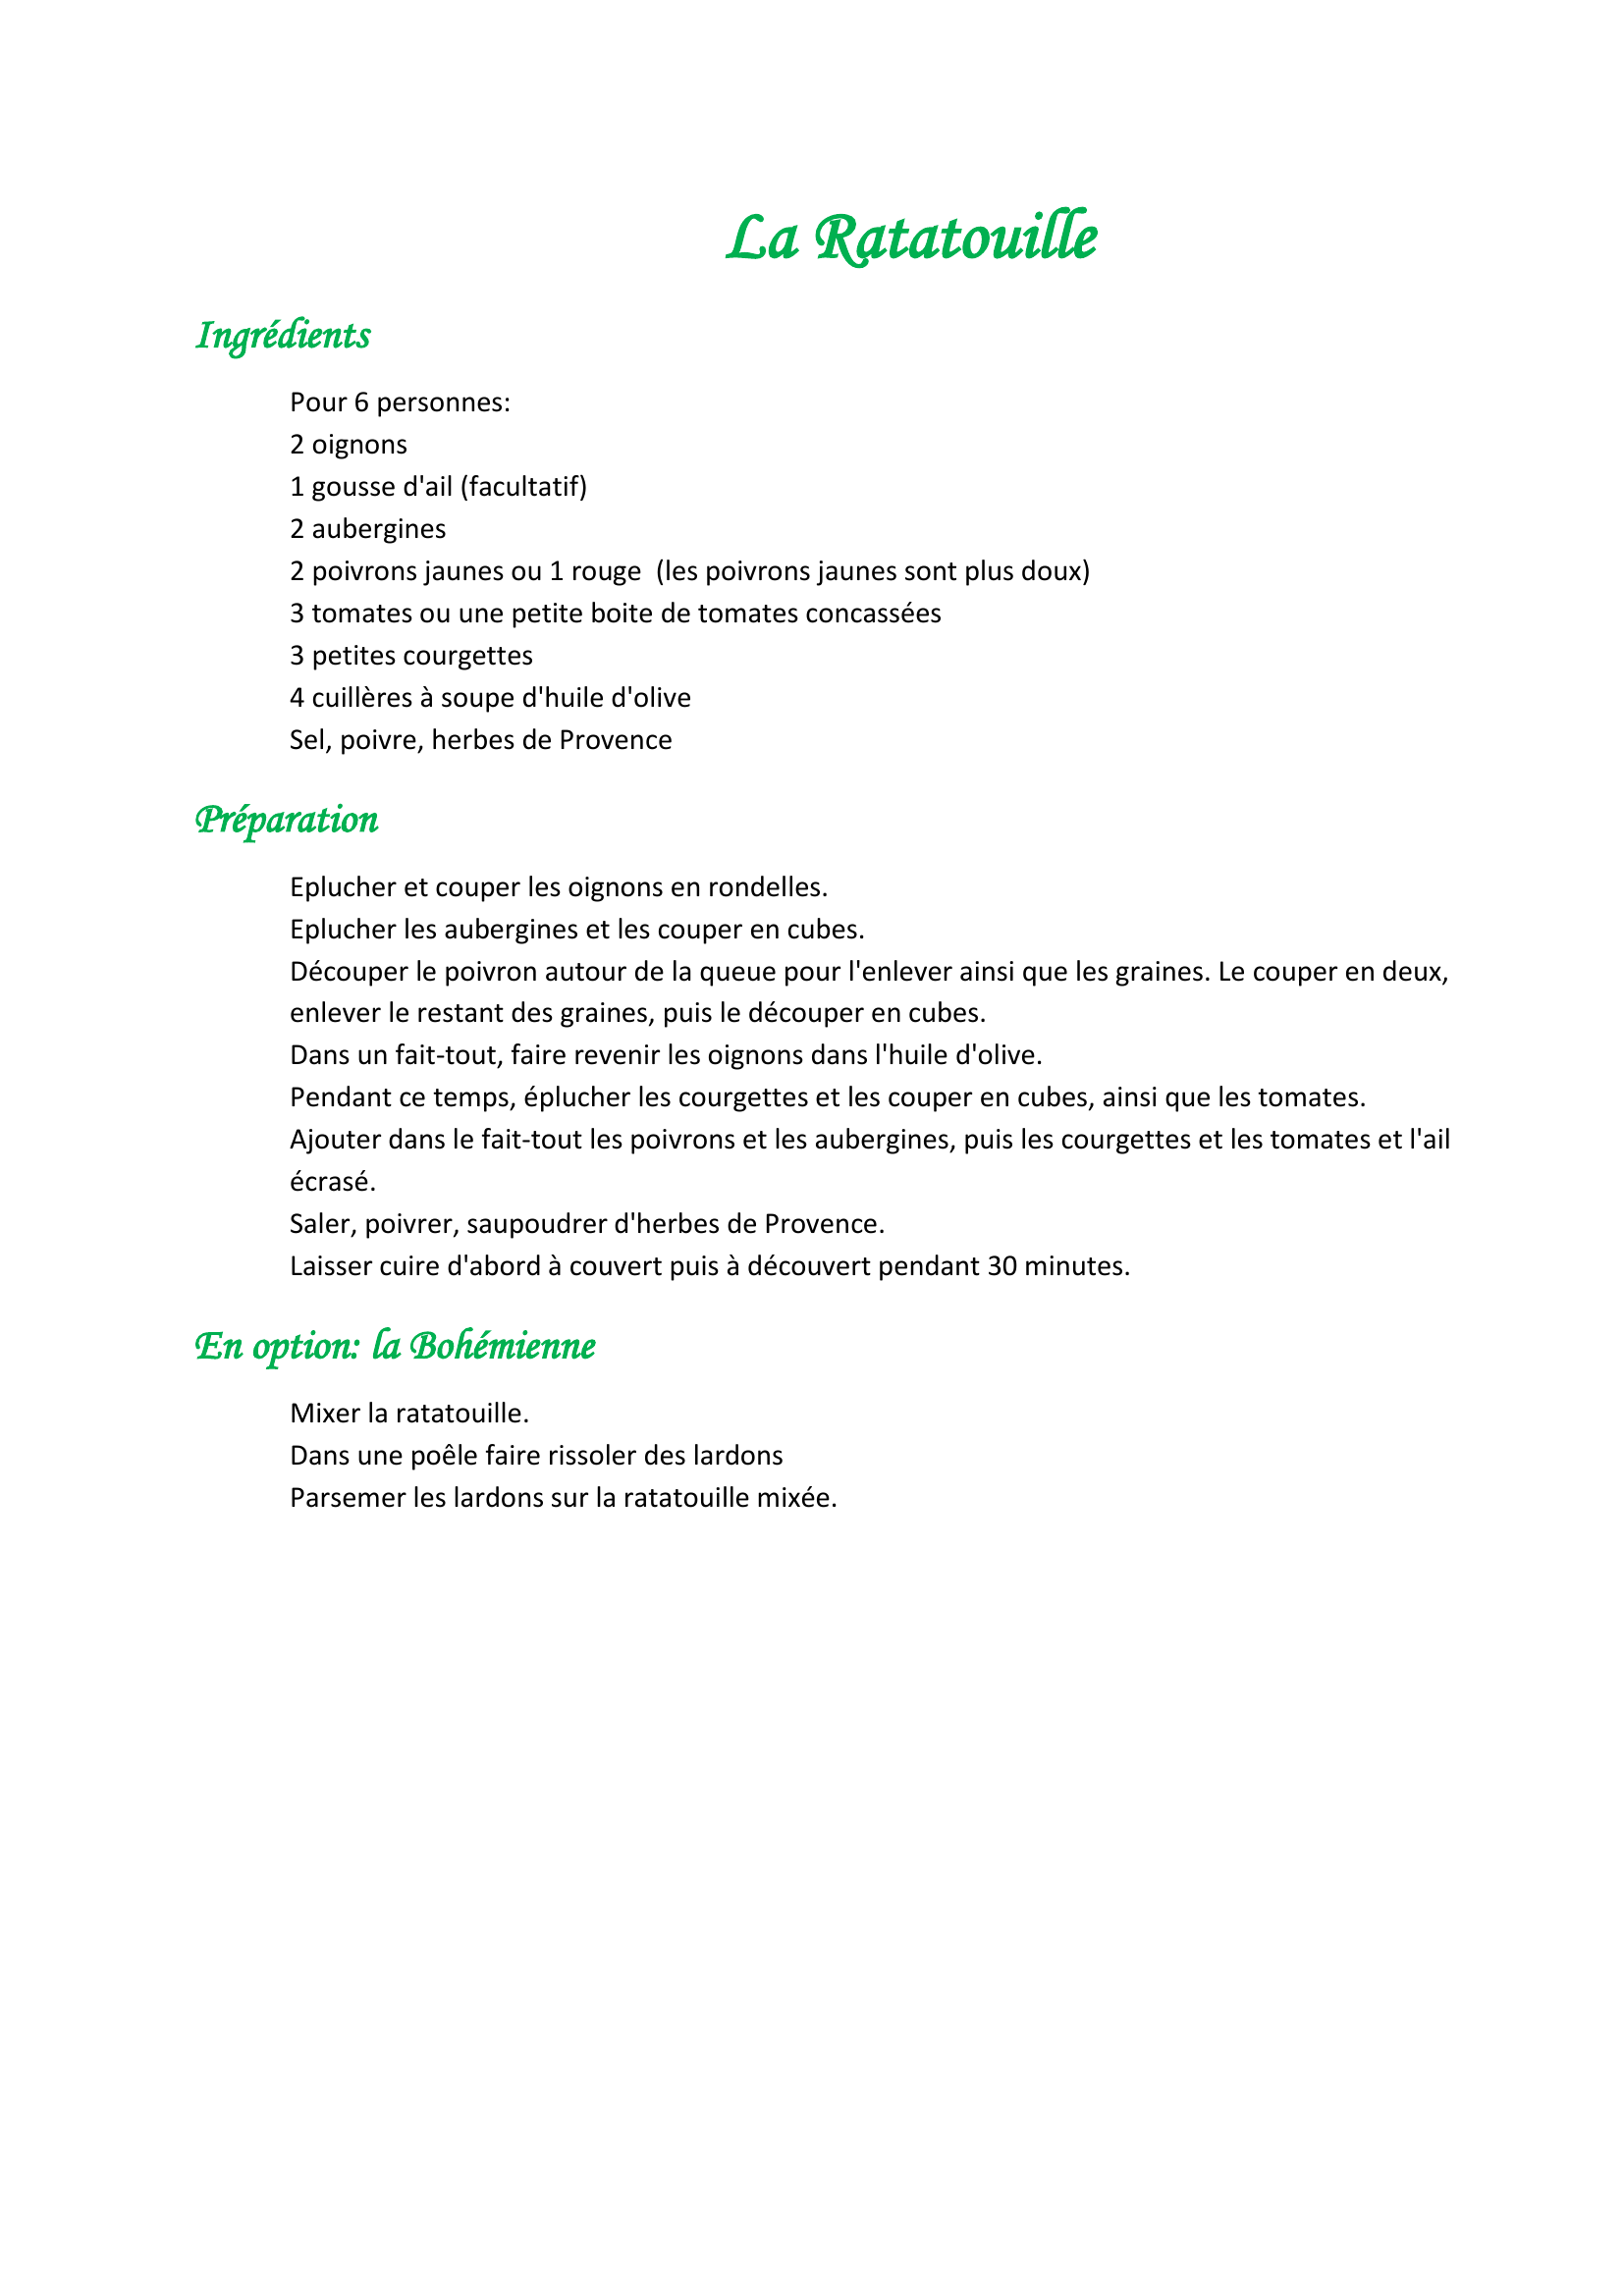 La Ratatouille
Ingrédients
Pour 6 personnes:
2 oignons
1 gousse d'ail (facultatif)
2 aubergines
2 poivrons jaunes ou 1 rouge  (les poivrons jaunes sont plus doux)
3 tomates ou une petite boite de tomates concassées
3 petites courgettes
4 cuillères à soupe d'huile d'olive
Sel, poivre, herbes de Provence
Préparation
Eplucher et couper les oignons en rondelles.
Eplucher les aubergines et les couper en cubes.
Découper le poivron autour de la queue pour l'enlever ainsi que les graines. Le couper en deux,
enlever le restant des graines, puis le découper en cubes.
Dans un fait-tout, faire revenir les oignons dans l'huile d'olive.
Pendant ce temps, éplucher les courgettes et les couper en cubes, ainsi que les tomates.
Ajouter dans le fait-tout les poivrons et les aubergines, puis les courgettes et les tomates et l'ail
écrasé.
Saler, poivrer, saupoudrer d'herbes de Provence.
Laisser cuire d'abord à couvert puis à découvert pendant 30 minutes.
En option: la Bohémienne
Mixer la ratatouille.
Dans une poêle faire rissoler des lardons
Parsemer les lardons sur la ratatouille mixée.